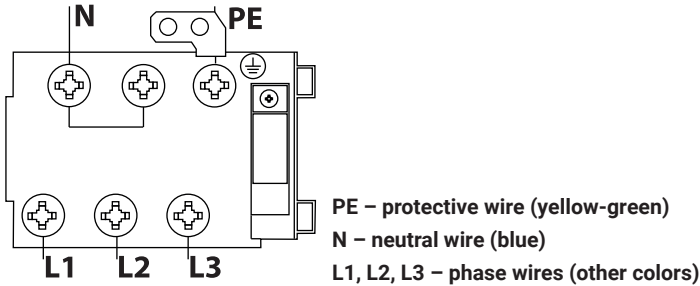 N PE
L1 L2 L3
PE – protective wire (yellow-green)
N – neutral wire (blue)
L1, L2, L3 – phase wires (other colors)